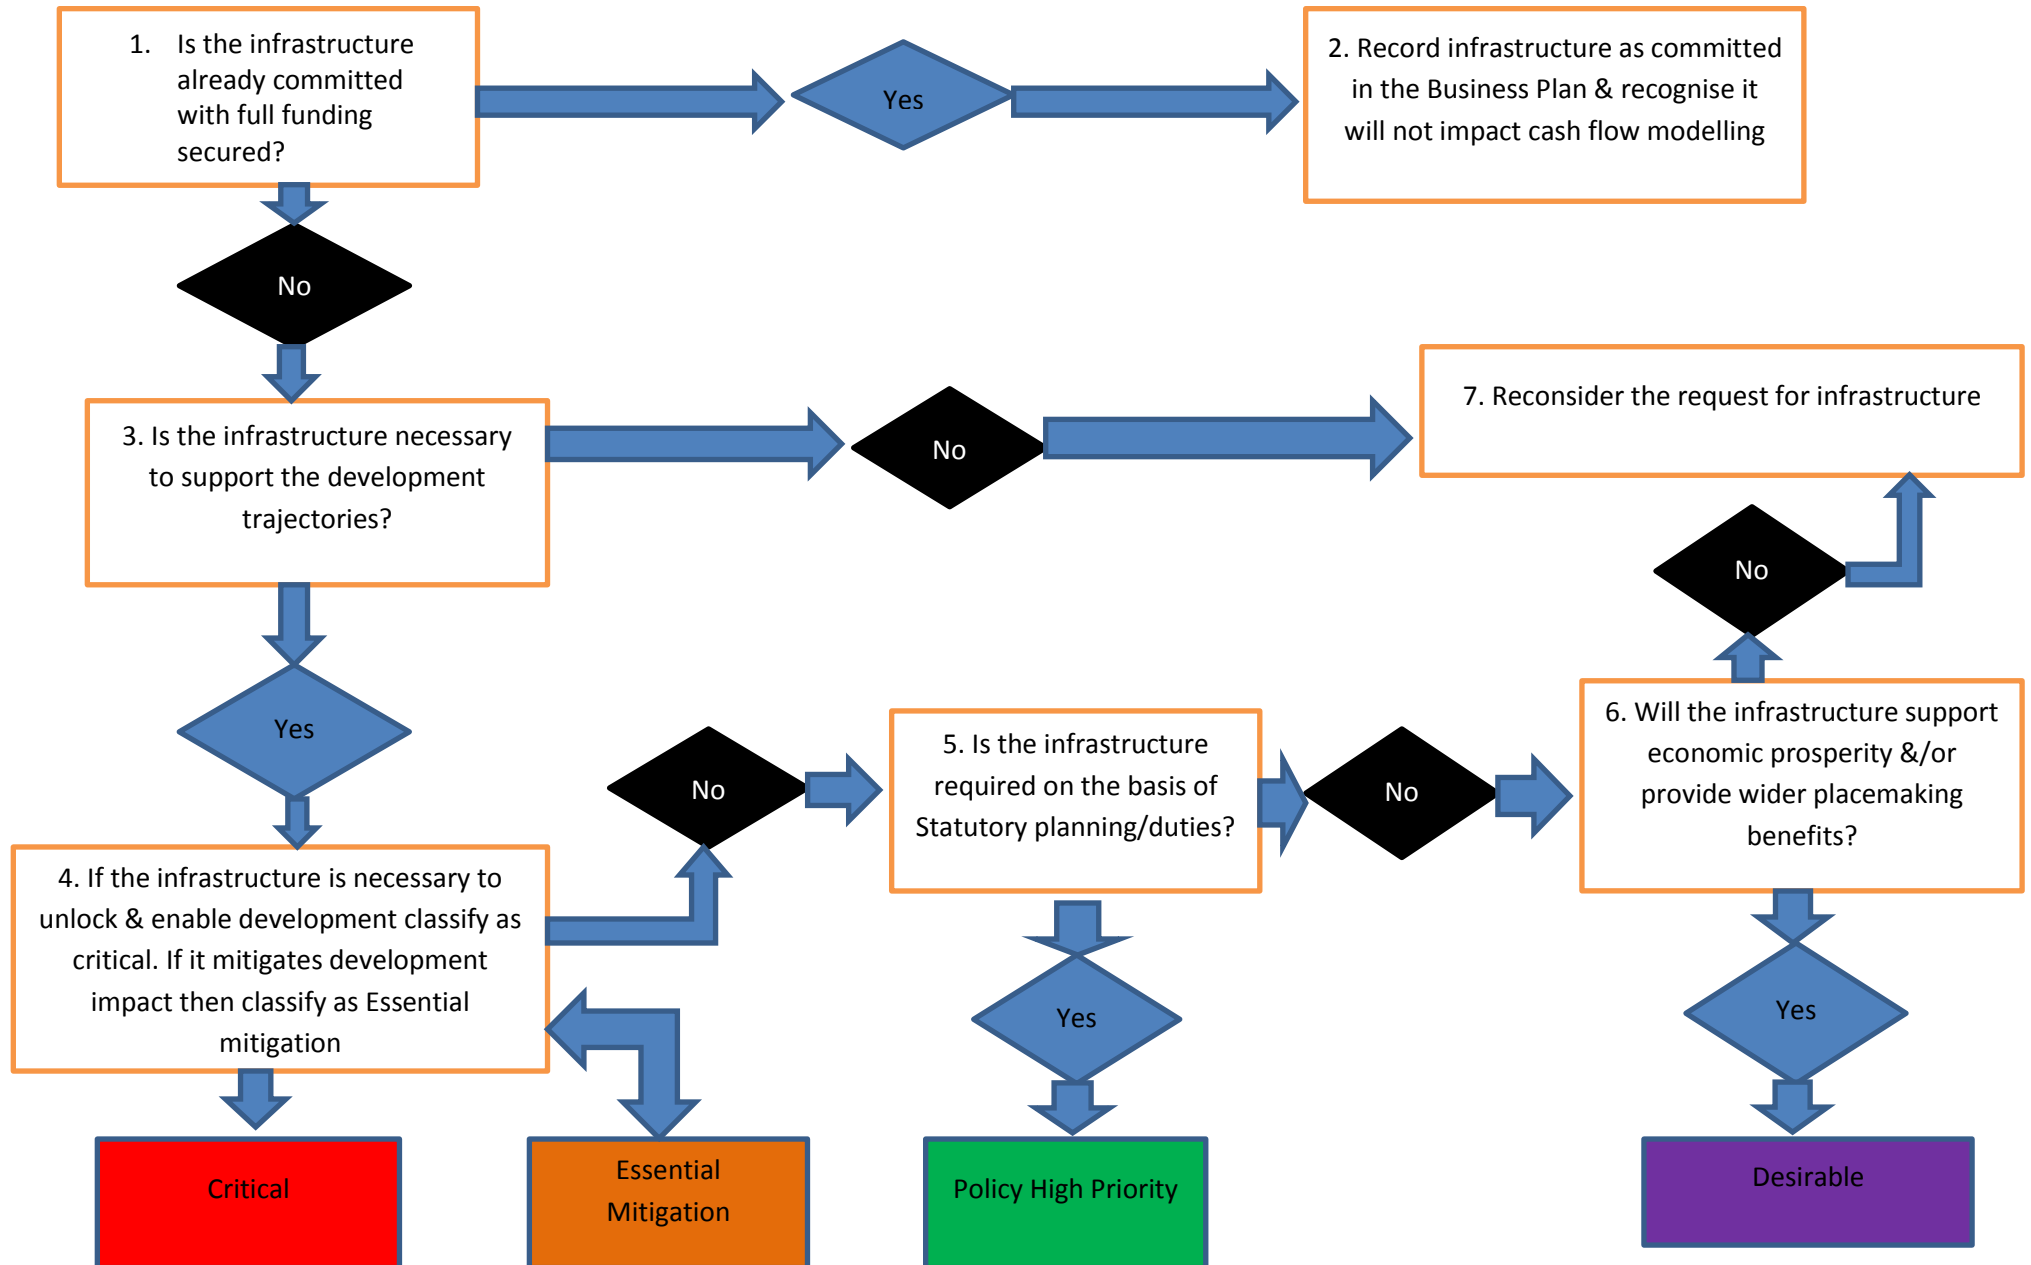 1. Is the infrastructure
already committed
with full funding
secured?
Yes
2. Record infrastructure as committed
in the Business Plan & recognise it
will not impact cash flow modelling
No
3. Is the infrastructure necessary
to support the development
trajectories?
No
7. Reconsider the request for infrastructure
No
Yes
No
5. Is the infrastructure
required on the basis of
Statutory planning/duties?
No
6. Will the infrastructure support
economic prosperity &/or
provide wider placemaking
benefits?
4. If the infrastructure is necessary to
unlock & enable development classify as
critical. If it mitigates development
impact then classify as Essential
mitigation
Yes
Yes
Critical
Essential
Mitigation
Policy High Priority
Desirable